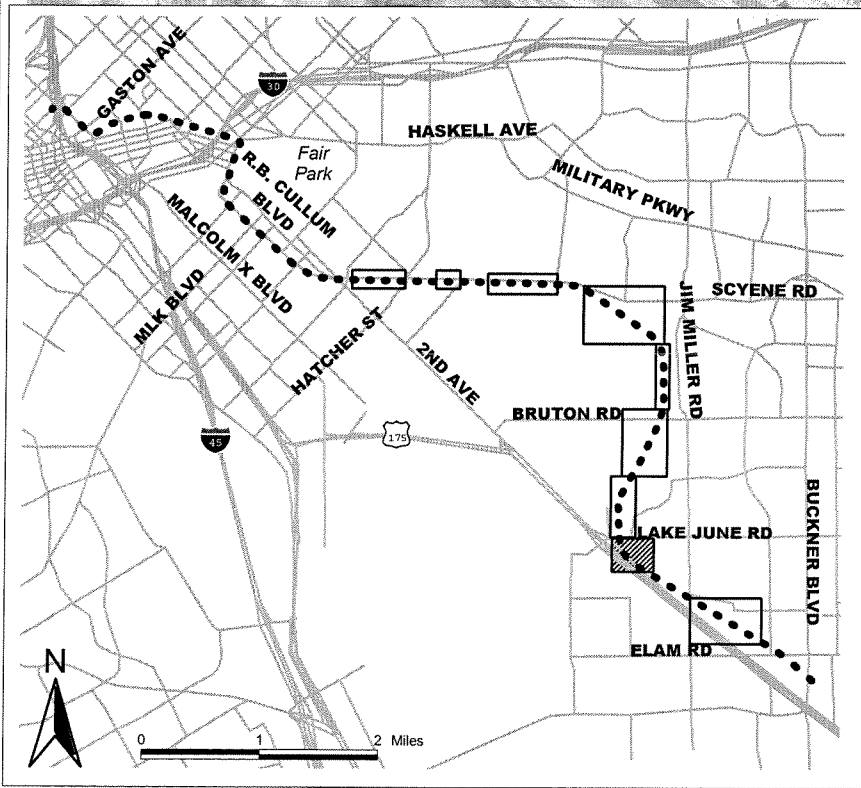 GASTON AVE
30
HASKELL AVE
Fair
Park
MILITARY PKWY
R.B. CULLUM
BLVD
MALCOLM X BLVD
MLK BLVD
SCYENE RD
JIM MILLER RD
HATCHER ST
2ND AVE
BRUTON RD
175
45
BUCKNER BLVD
LAKE JUNE RD
ELAM RD
N
0 1 2 Miles